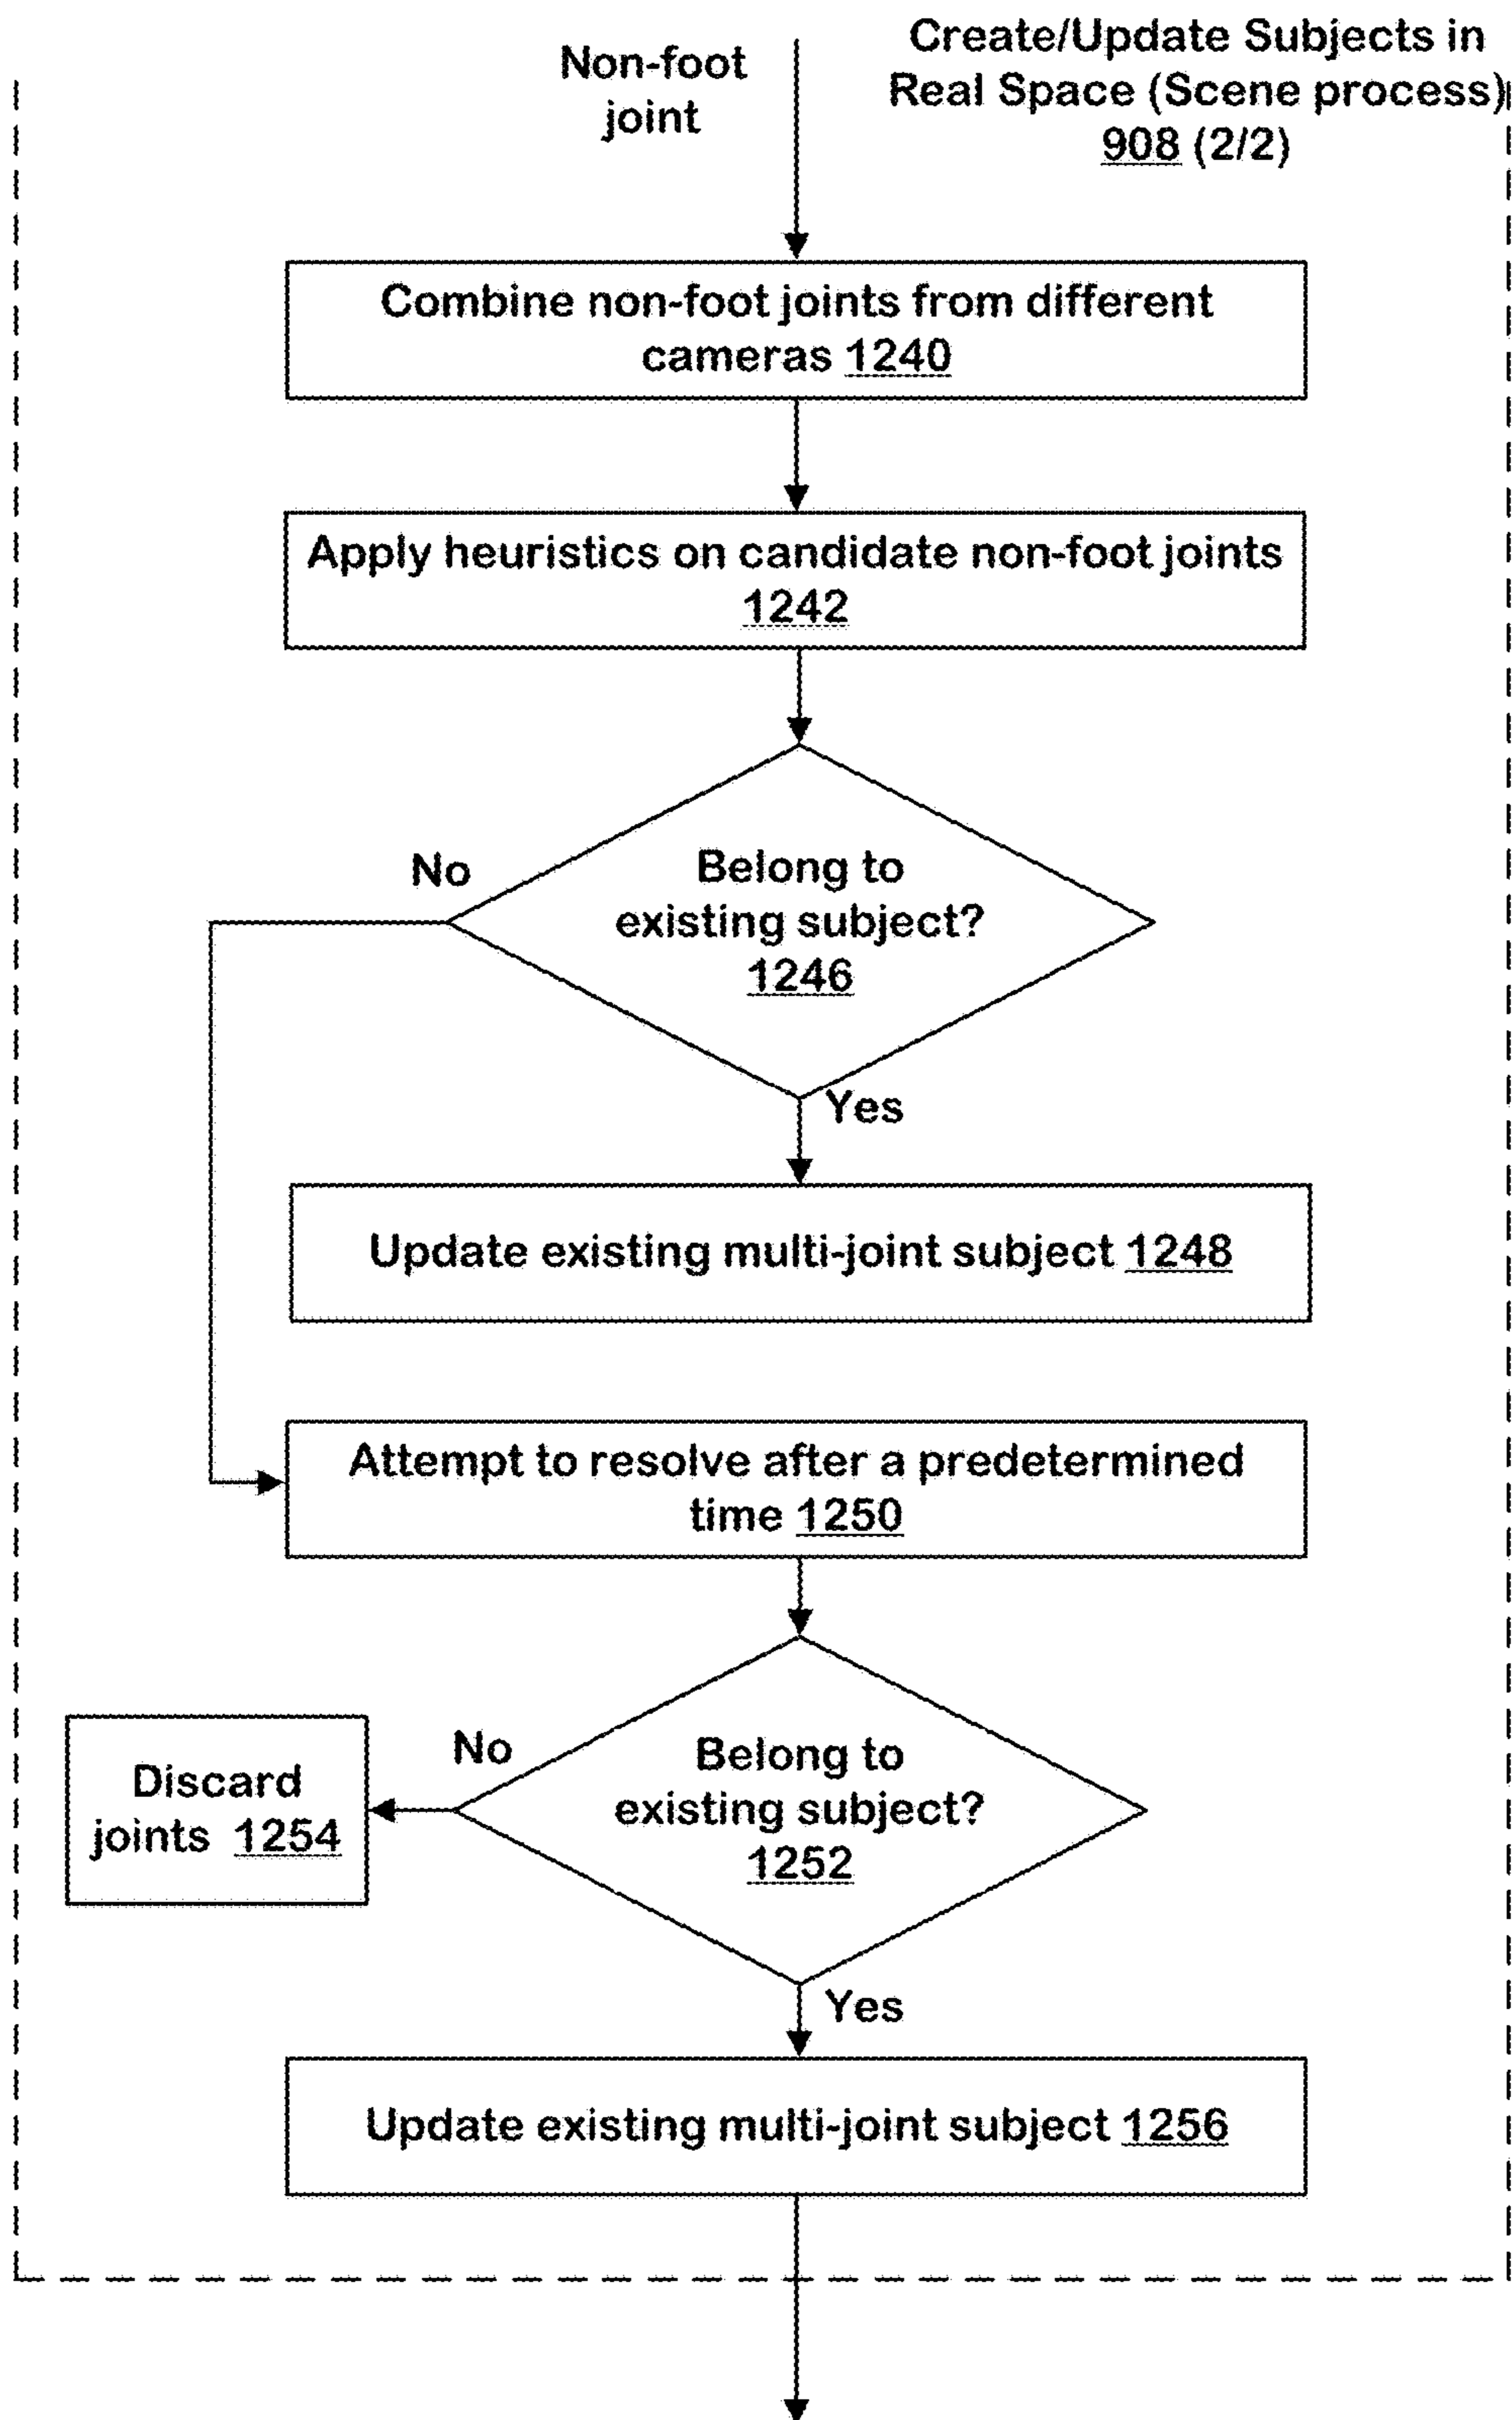 Non-foot
joint
Create/Update Subjects in
Real Space (Scene process)
908 (2/2)
Combine non-foot joints from different
cameras 1240
Apply heuristics on candidate non-foot joints
1242
No
Belong to
existing subject?
1246
Yes
Update existing multi-joint subject 1248
Attempt to resolve after a predetermined
time 1250
No
Belong to
existing subject?
1252
Discard
joints 1254
Yes
Update existing multi-joint subject 1256